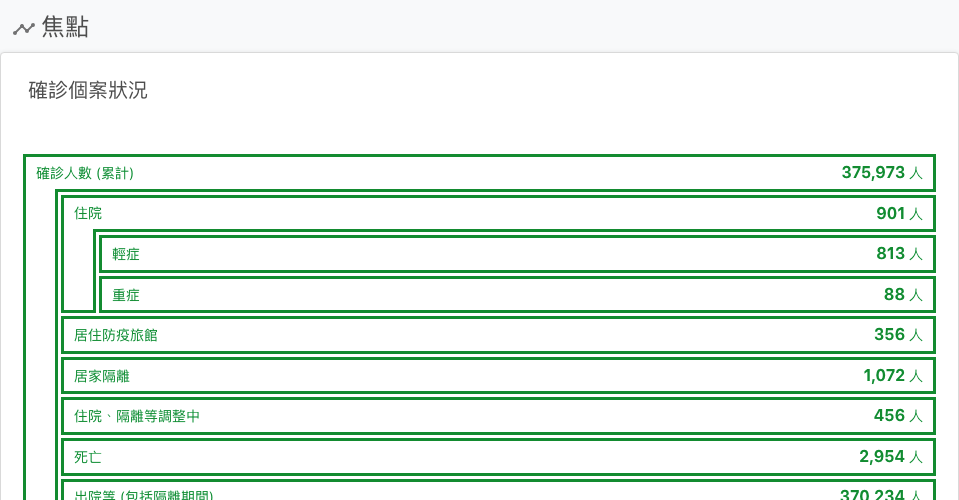 焦點
確診個案狀況
確診人數 (累計) 375,973 人
住院 901 人
輕症 813 人
重症 88 人
居住防疫旅館 356 人
居家隔離 1,072 人
住院、隔離等調整中 456 人
死亡 2,954 人
出院等 (包括隔離期間) 370,234 人